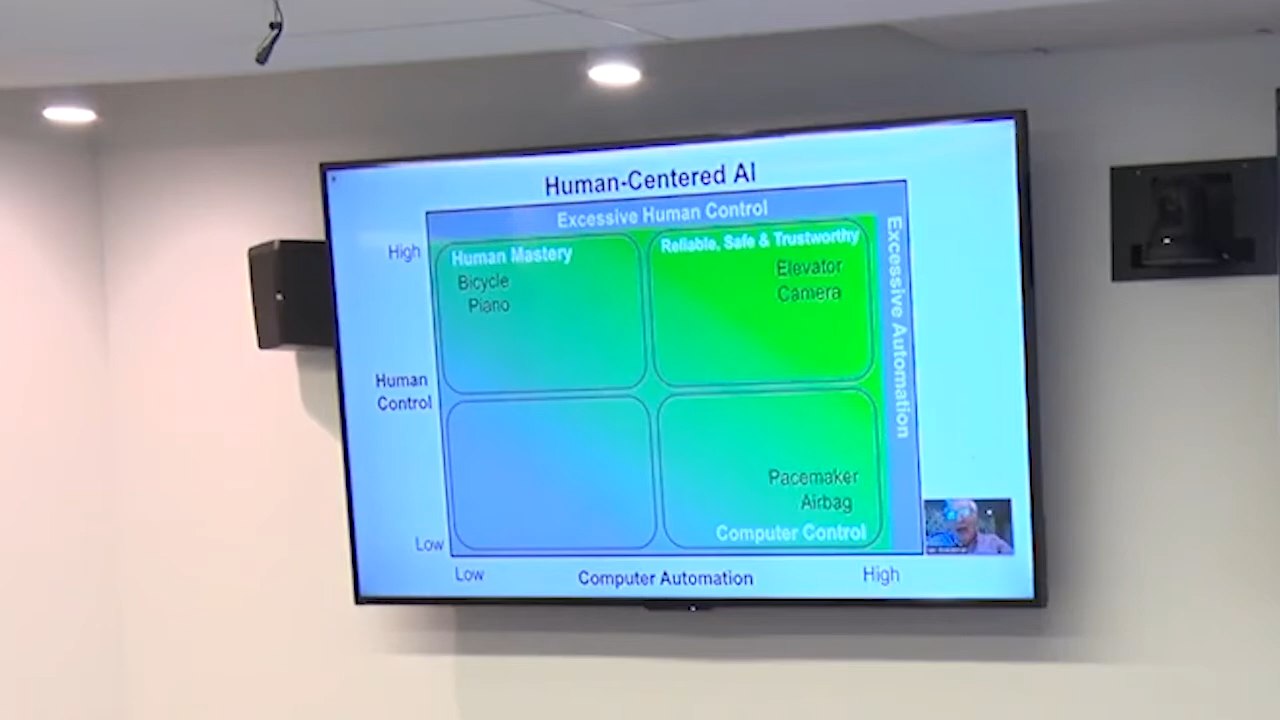 Human-Centered AI
Excessive Human Control
Excessive Automation
High
Human Mastery
Bicycle
Piano
Reliable, Safe & Trustworthy
Elevator
Camera
Human
Control
Pacemaker
Airbag
Computer Control
Low
Low
Computer Automation
High